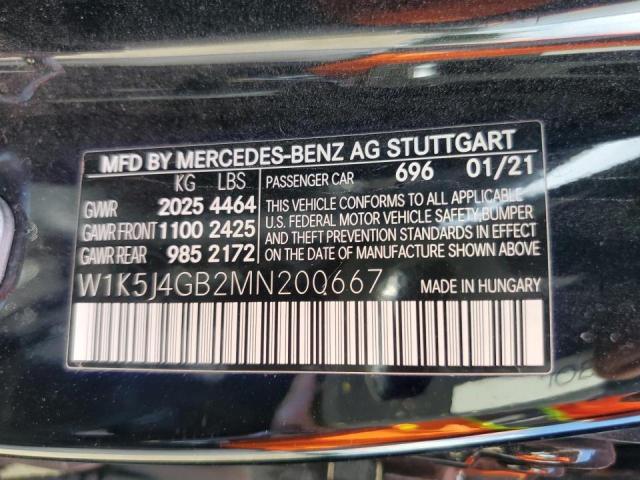 MFD BY MERCEDES-BENZ AG STUTTGART
KG LBS
GVWR 2025 4464
GAWR FRONT 1100 2425
GAWR REAR 985 2172
PASSENGER CAR 696 01/21
THIS VEHICLE CONFORMS TO ALL APPLICABLE
U.S. FEDERAL MOTOR VEHICLE SAFETY,BUMPER
AND THEFT PREVENTION STANDARDS IN EFFECT
ON THE DATE OF MANUFACTURE SHOWN ABOVE.
W1K5J4GB2MN200667
MADE IN HUNGARY